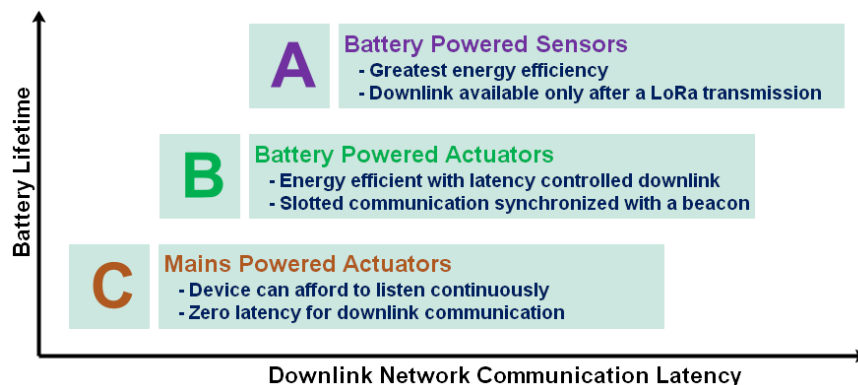 A
Battery Powered Sensors
- Greatest energy efficiency
- Downlink available only after a LoRa transmission
B
Battery Powered Actuators
- Energy efficient with latency controlled downlink
- Slotted communication synchronized with a beacon
C
Mains Powered Actuators
- Device can afford to listen continuously
- Zero latency for downlink communication
Battery Lifetime
Downlink Network Communication Latency